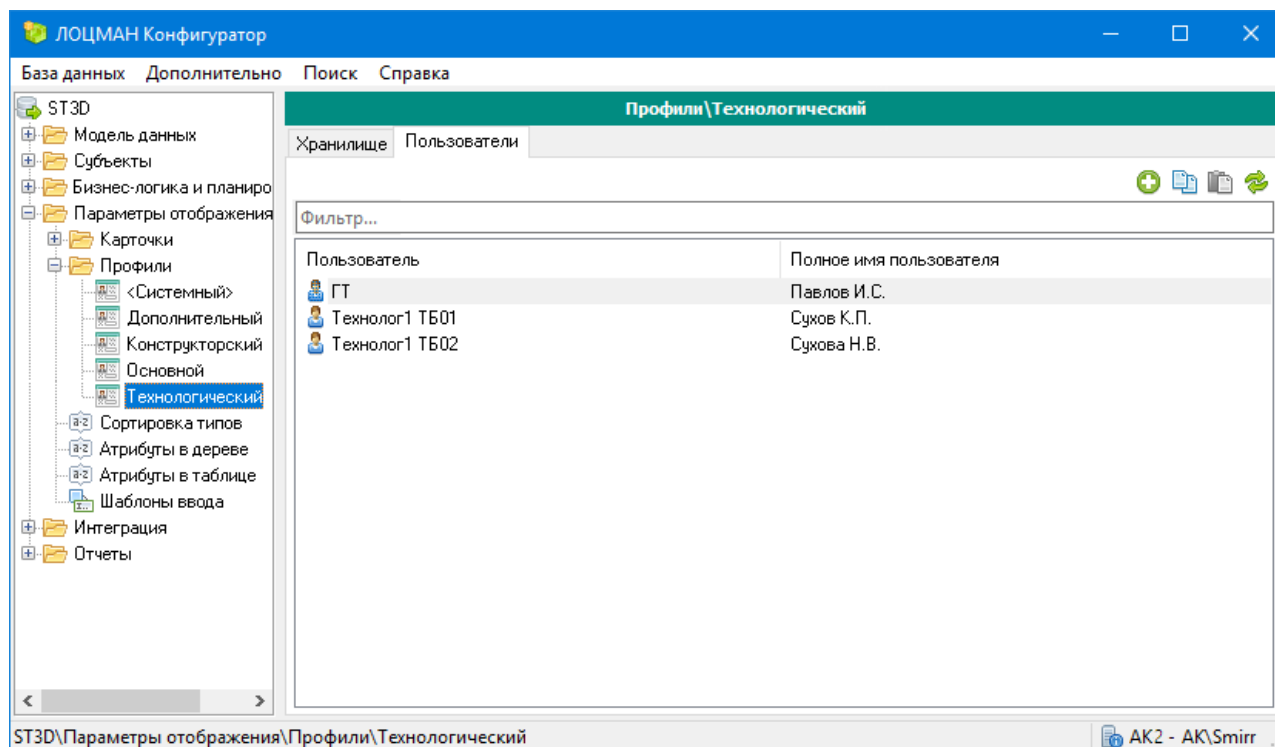 ЛОЦМАН Конфигуратор
База данных Дополнительно Поиск Справка
ST3D
Модель данных
Субъекты
Бизнес-логика и планиро
Параметры отображения
Карточки
Профили
<Системный>
Дополнительный
Конструкторский
Основной
Технологический
Сортировка типов
Атрибуты в дереве
Атрибуты в таблице
Шаблоны ввода
Интеграция
Отчеты
Профили\Технологический
Хранилище Пользователи
Фильтр...
Пользователь Полное имя пользователя
ГТ Павлов И.С.
Технолог1 ТБ01 Сухов К.П.
Технолог1 ТБ02 Сухова Н.В.
ST3D\Параметры отображения\Профили\Технологический AK2 - AK\Smirr